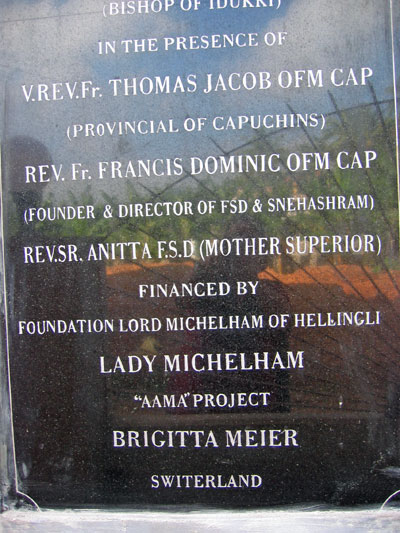 (BISHOP OF IDUKKI)
IN THE PRESENCE OF
V.REV.Fr. THOMAS JACOB OFM CAP
(PROVINCIAL OF CAPUCHINS)
REV. Fr. FRANCIS DOMINIC OFM CAP
(FOUNDER & DIRECTOR OF FSD & SNEHASHRAM)
REV.SR. ANITTA F.S.D (MOTHER SUPERIOR)
FINANCED BY
FOUNDATION LORD MICHELHAM OF HELLINGLI
LADY MICHELHAM
"AAMA" PROJECT
BRIGITTA MEIER
SWITERLAND